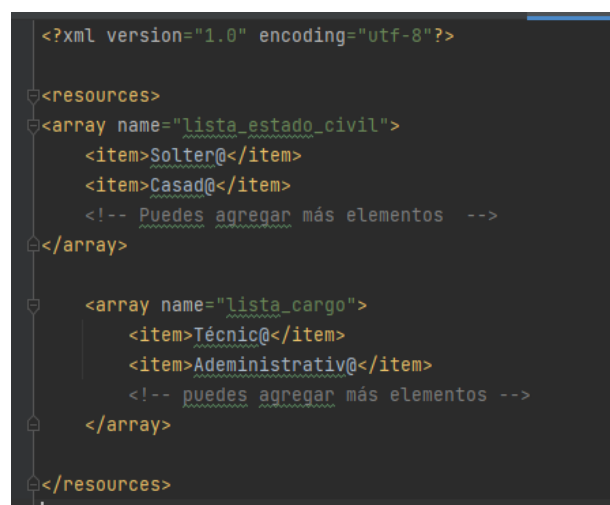 <?xml version="1.0" encoding="utf-8"?>
<resources>
<array name="lista_estado_civil">
<item>Solter@</item>
<item>Casad@</item>
<!-- Puedes agregar más elementos  -->
</array>
<array name="lista_cargo">
<item>Técnic@</item>
<item>Adeministrativ@</item>
<!-- puedes agregar más elementos -->
</array>
</resources>